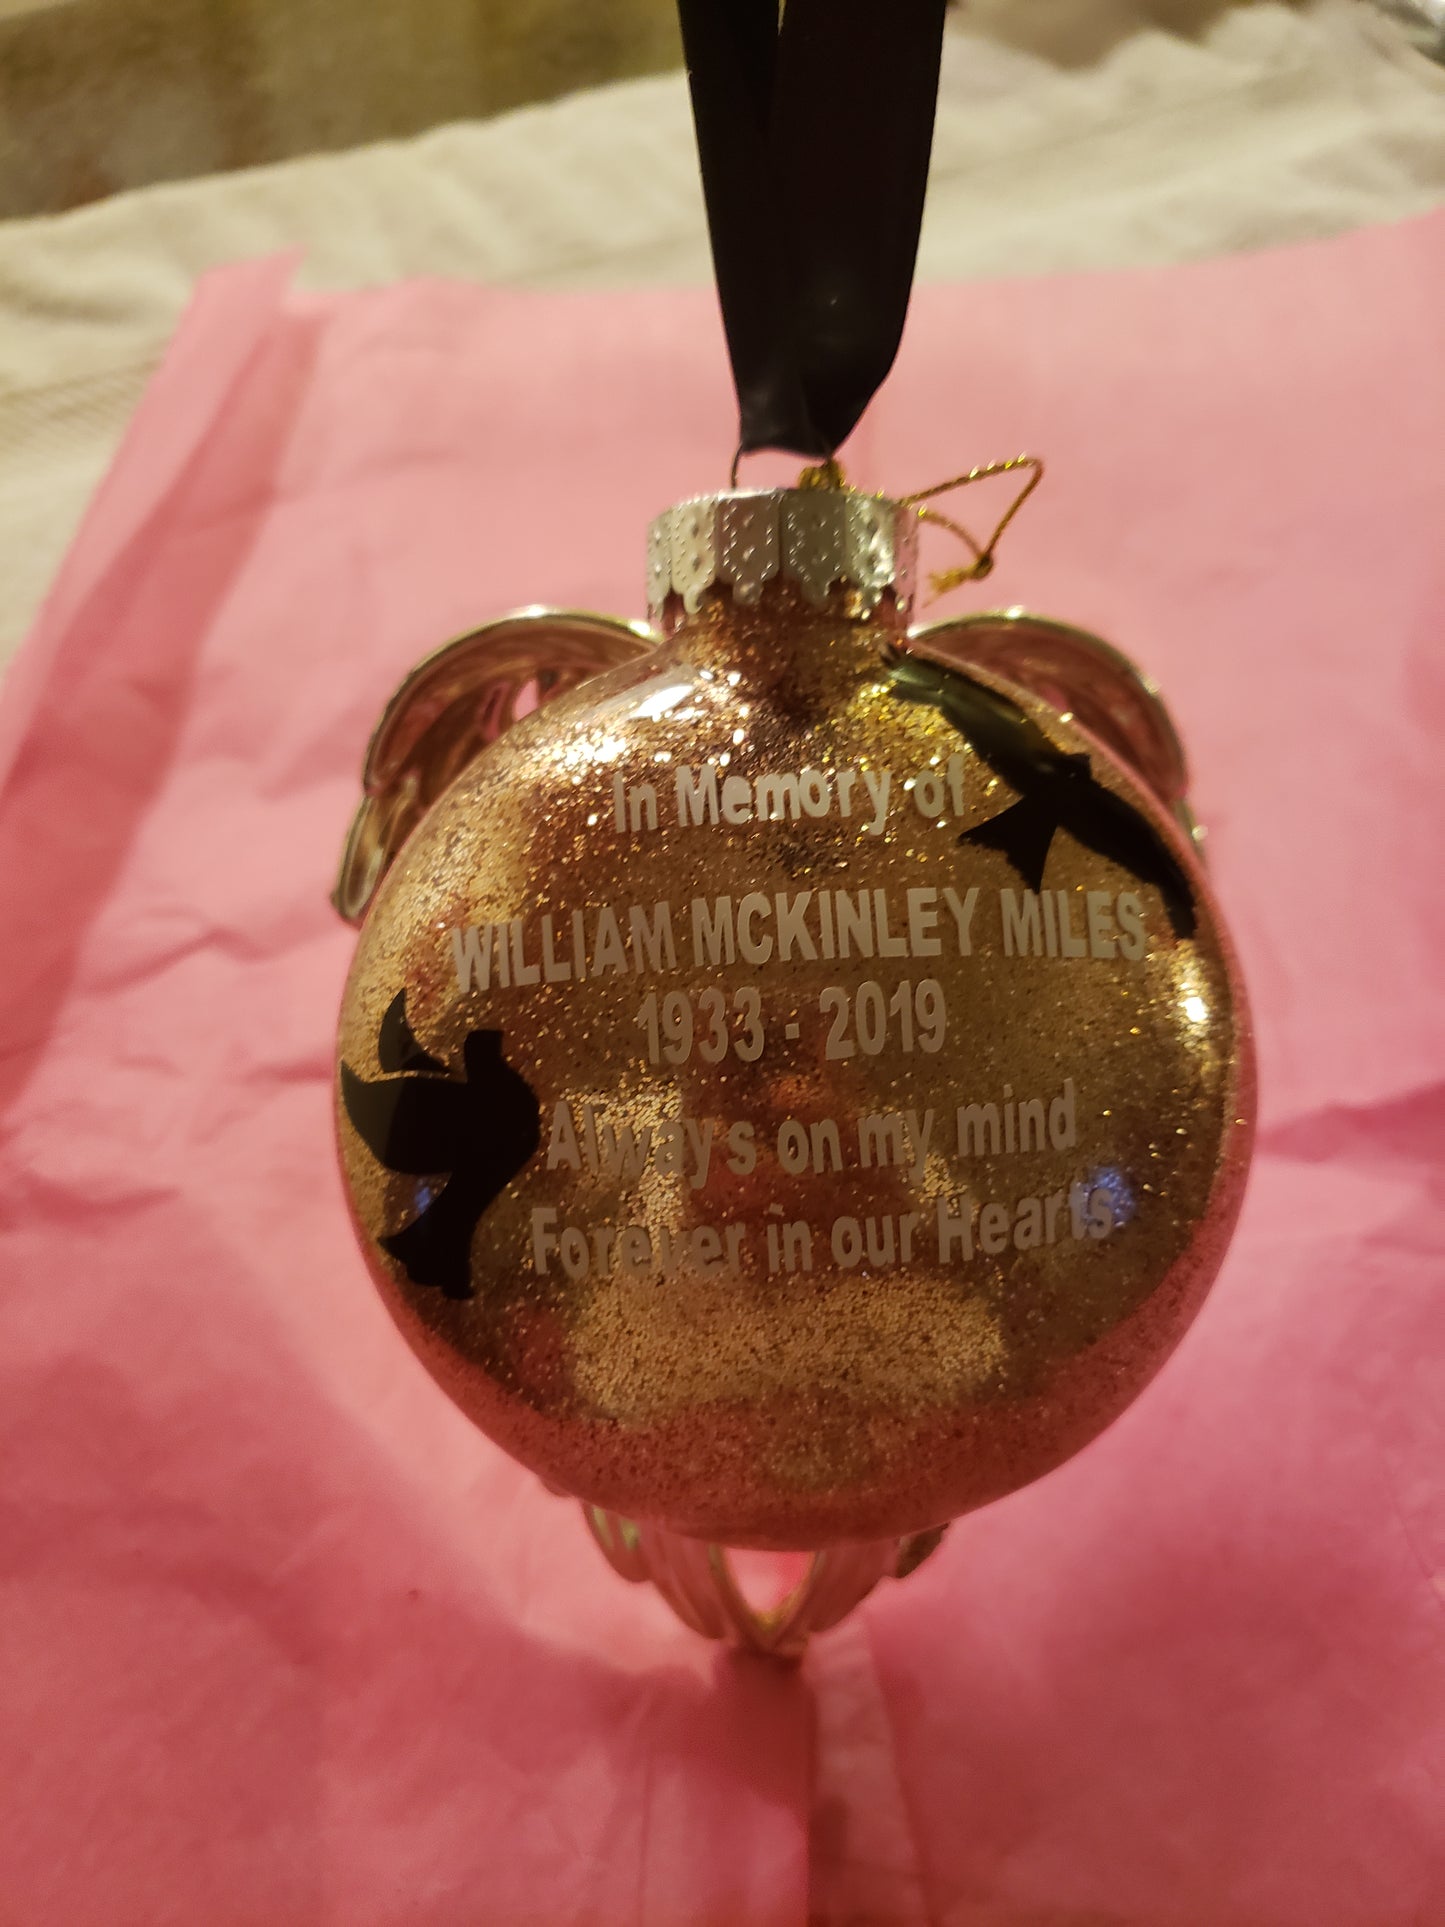 In Memory of
WILLIAM MCKINLEY MILES
1933 - 2019
Always on my mind
Forever in our Hearts